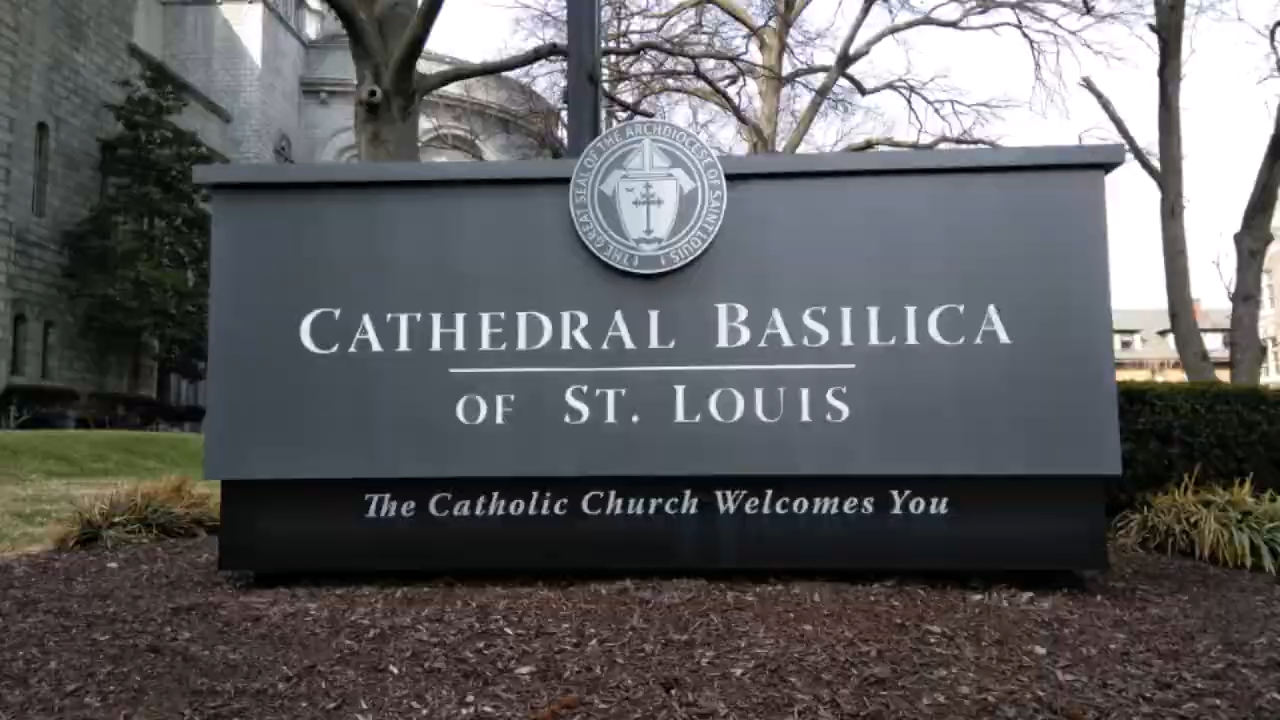 THE GREAT SEAL OF THE ARCHDIOCESE OF SAINT LOUIS
CATHEDRAL BASILICA
OF ST. LOUIS
The Catholic Church Welcomes You